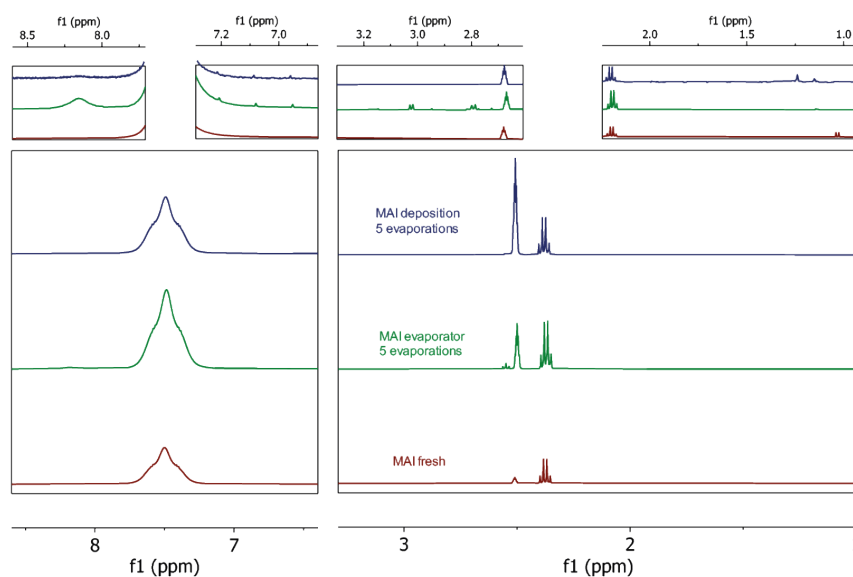 f1 (ppm)
f1 (ppm)
f1 (ppm)
f1 (ppm)
8.5 8.0
7.2 7.0
3.2 3.0 2.8
2.0 1.5 1.0
MAI deposition
5 evaporations
MAI evaporator
5 evaporations
MAI fresh
8 7
3 2
f1 (ppm)
f1 (ppm)